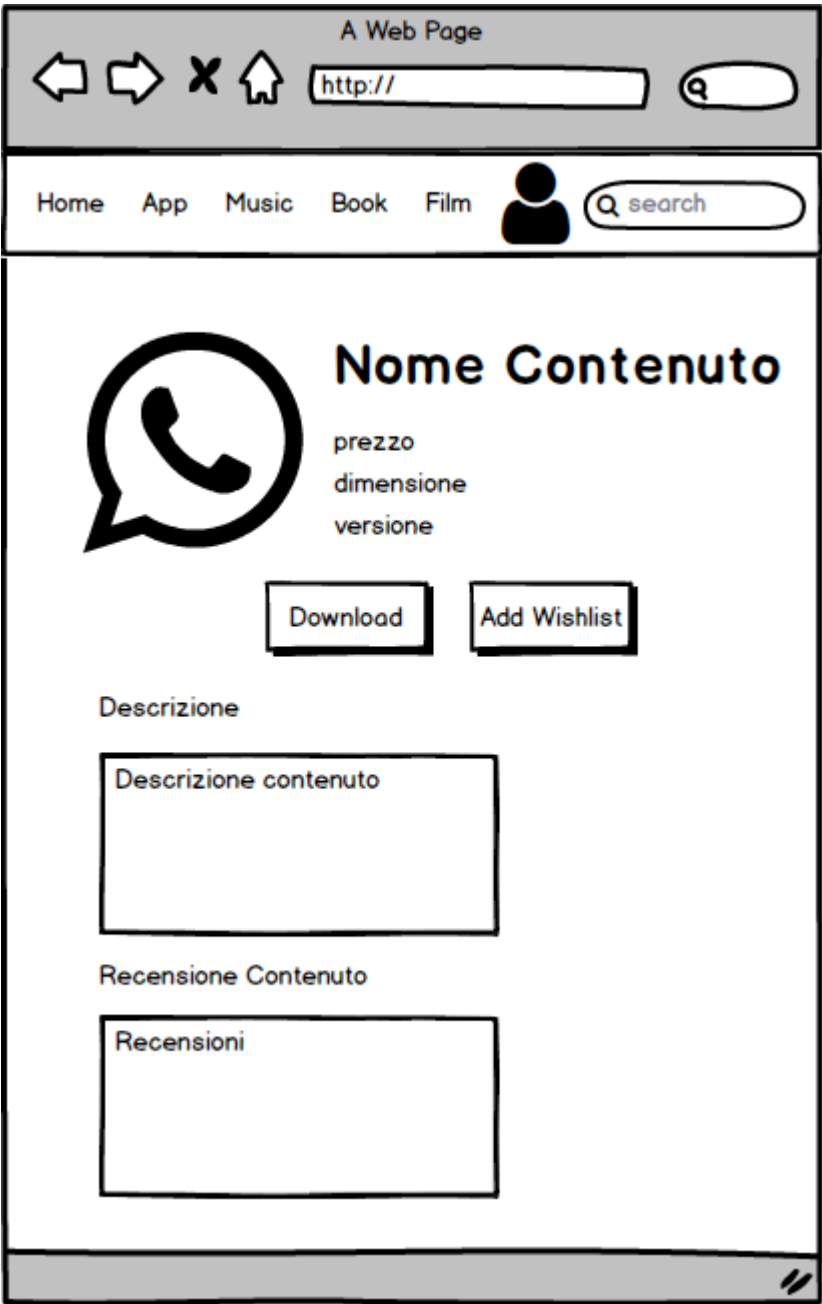 A Web Page
http://
Home App Music Book Film search
Nome Contenuto
prezzo
dimensione
versione
Download Add Wishlist
Descrizione
Descrizione contenuto
Recensione Contenuto
Recensioni